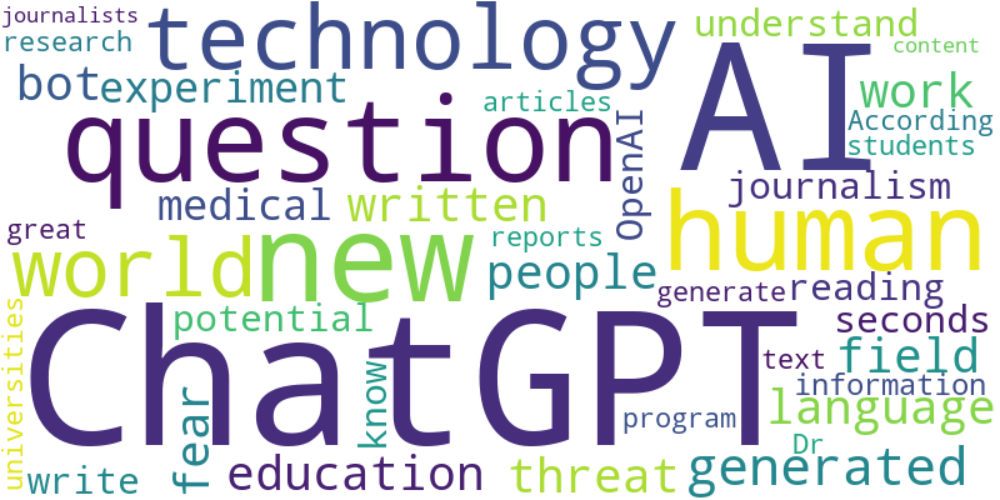 journalists
technology
understand
research
content
bot
experiment
AI
work
articles
According
question
OpenAI
students
medical
written
journalism
human
great
world
new
reports
people
generate
reading
potential
ChatGPT
seconds
universities
know
text
field
information
program
language
fear
Dr
write
education
threat
generated